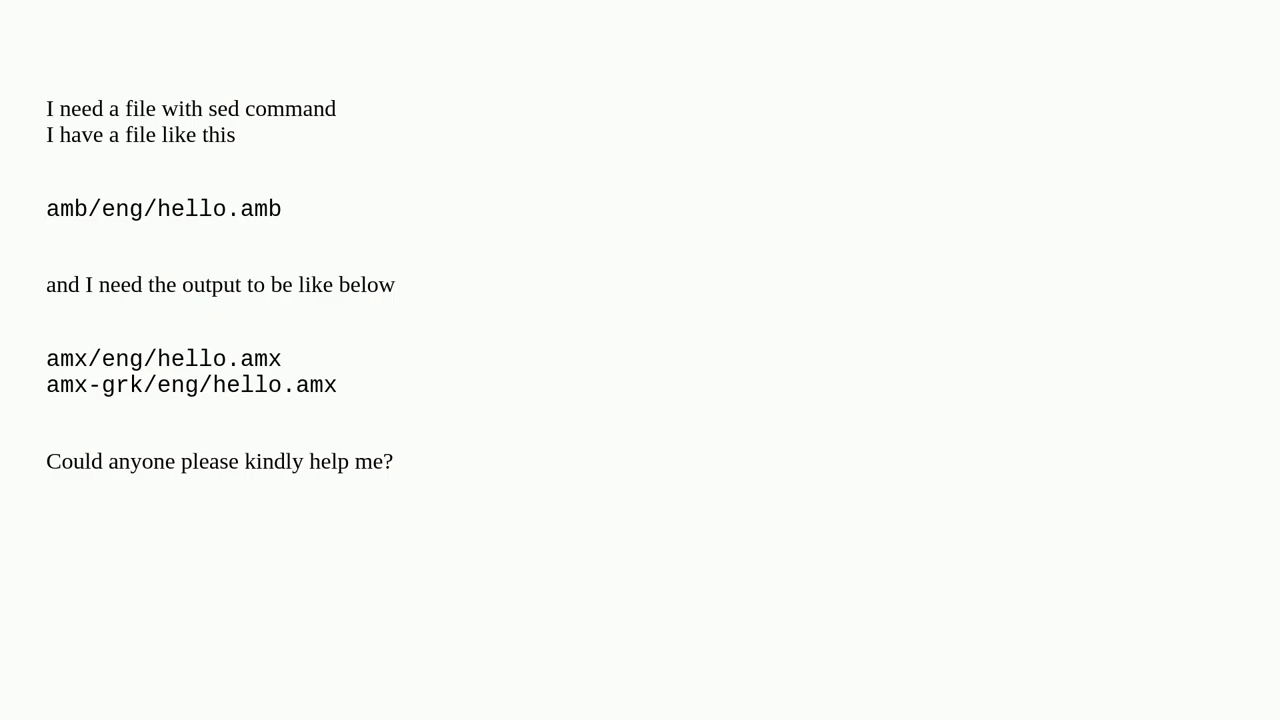 I need a file with sed command
I have a file like this
amb/eng/hello.amb
and I need the output to be like below
amx/eng/hello.amx
amx-grk/eng/hello.amx
Could anyone please kindly help me?